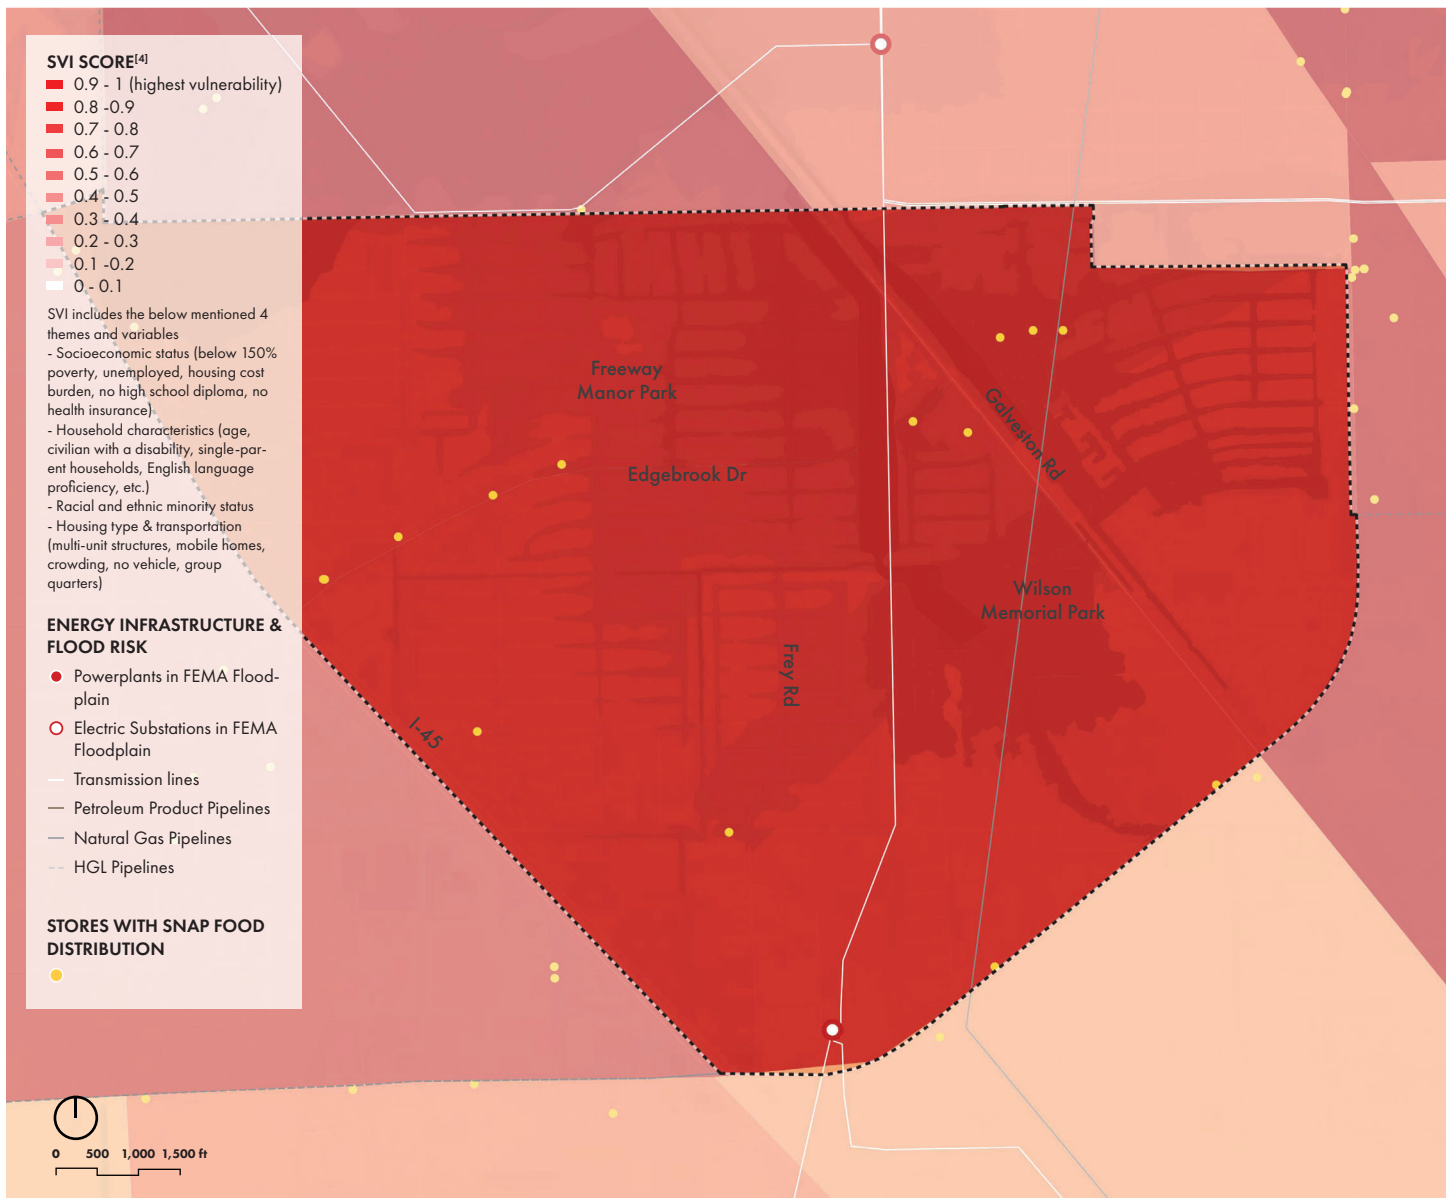 SVI SCORE[4]
0.9 - 1 (highest vulnerability)
0.8 -0.9
0.7 - 0.8
0.6 - 0.7
0.5 - 0.6
0.4 - 0.5
0.3 - 0.4
0.2 - 0.3
0.1 -0.2
0 - 0.1
SVI includes the below mentioned 4
themes and variables
- Socioeconomic status (below 150%
poverty, unemployed, housing cost
burden, no high school diploma, no
health insurance)
- Household characteristics (age,
civilian with a disability, single-par-
ent households, English language
proficiency, etc.)
- Racial and ethnic minority status
- Housing type & transportation
(multi-unit structures, mobile homes,
crowding, no vehicle, group
quarters)
ENERGY INFRASTRUCTURE &
FLOOD RISK
Powerplants in FEMA Flood-
plain
Electric Substations in FEMA
Floodplain
Transmission lines
Petroleum Product Pipelines
Natural Gas Pipelines
HGL Pipelines
STORES WITH SNAP FOOD
DISTRIBUTION
0 500 1,000 1,500 ft
Freeway
Manor Park
Edgebrook Dr
Galveston Rd
Wilson
Memorial Park
Frey Rd
I-45